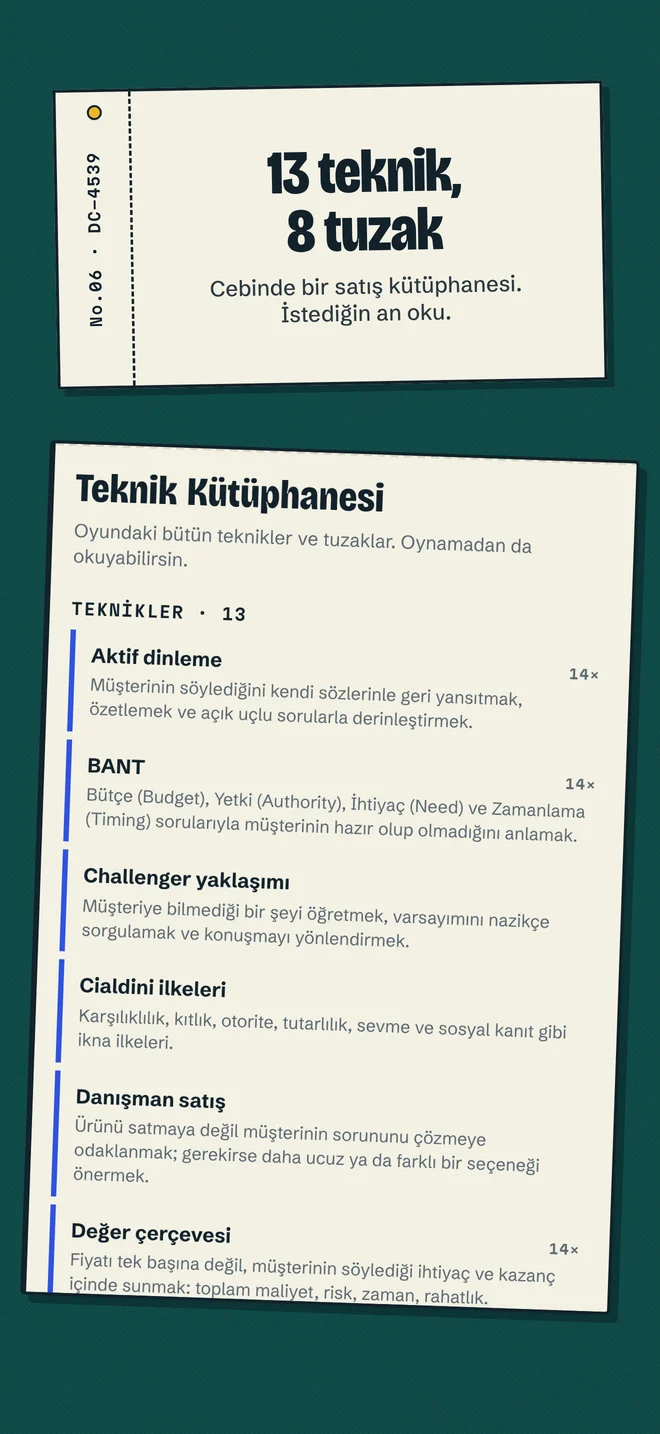 No.06 · DC-4539
13 teknik,
8 tuzak
Cebinde bir satış kütüphanesi.
İstediğin an oku.
Teknik Kütüphanesi
Oyundaki bütün teknikler ve tuzaklar. Oynamadan da
okuyabilirsin.
TEKNİKLER · 13
Aktif dinleme
14×
Müşterinin söylediğini kendi sözlerinle geri yansıtmak,
özetlemek ve açık uçlu sorularla derinleştirmek.
BANT
14×
Bütçe (Budget), Yetki (Authority), İhtiyaç (Need) ve Zamanlama
(Timing) sorularıyla müşterinin hazır olup olmadığını anlamak.
Challenger yaklaşımı
Müşteriye bilmediği bir şeyi öğretmek, varsayımını nazikçe
sorgulamak ve konuşmayı yönlendirmek.
Cialdini ilkeleri
Karşılıklılık, kıtlık, otorite, tutarlılık, sevme ve sosyal kanıt gibi
ikna ilkeleri.
Danışman satış
Ürünü satmaya değil müşterinin sorununu çözmeye
odaklanmak; gerekirse daha ucuz ya da farklı bir seçeneği
önermek.
Değer çerçevesi
14×
Fiyatı tek başına değil, müşterinin söylediği ihtiyaç ve kazanç
içinde sunmak: toplam maliyet, risk, zaman, rahatlık.